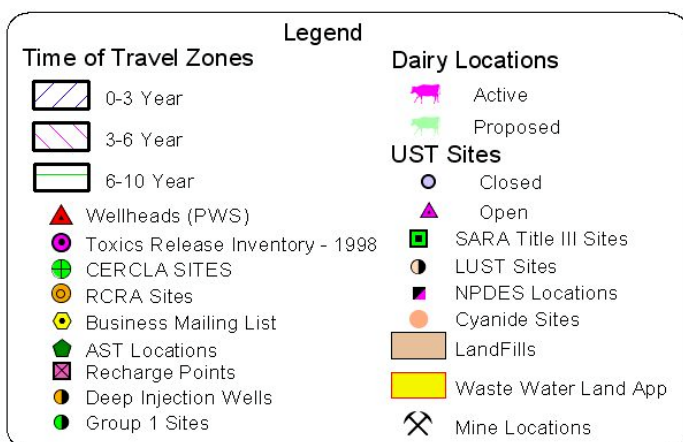 Legend
Time of Travel Zones
0-3 Year
3-6 Year
6-10 Year
Wellheads (PWS)
Toxics Release Inventory - 1998
CERCLA SITES
RCRA Sites
Business Mailing List
AST Locations
Recharge Points
Deep Injection Wells
Group 1 Sites
Dairy Locations
Active
Proposed
UST Sites
Closed
Open
SARA Title III Sites
LUST Sites
NPDES Locations
Cyanide Sites
LandFills
Waste Water Land App
Mine Locations